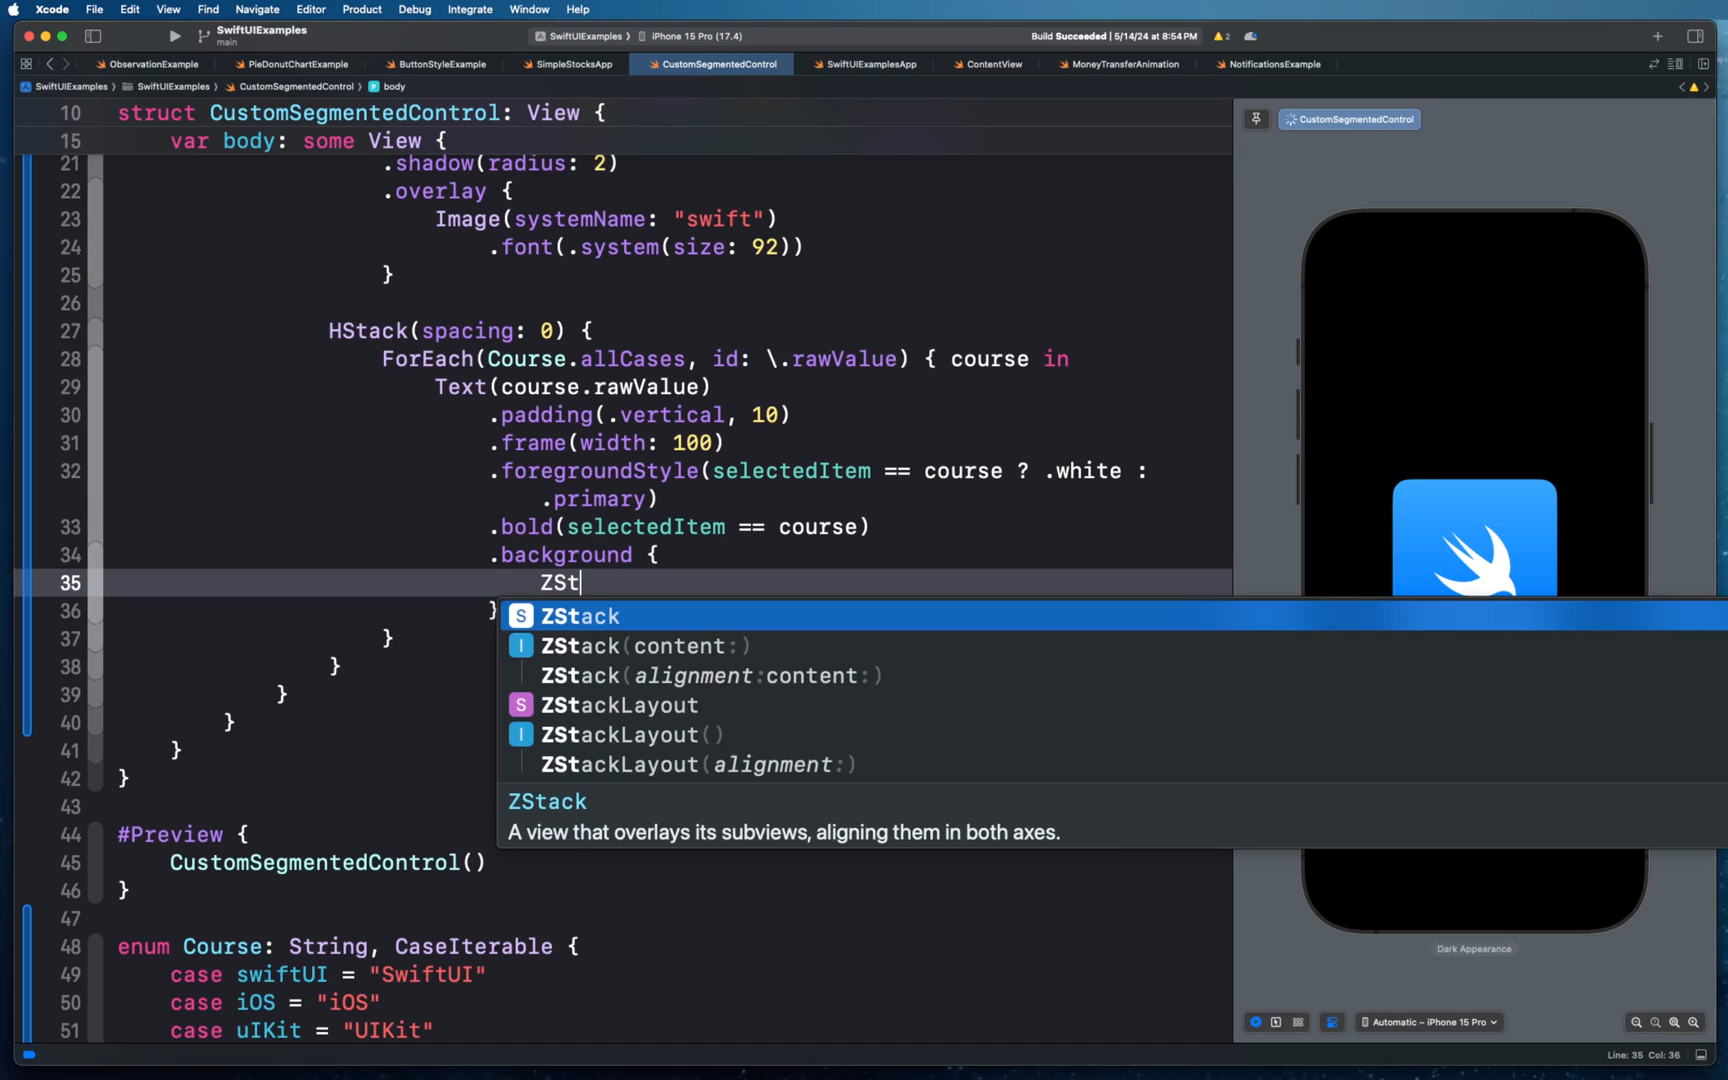 Xcode File Edit View Find Navigate Editor Product Debug Integrate Window Help
SwiftUIExamples
main
SwiftUIExamples iPhone 15 Pro (17.4)
Build Succeeded | 5/14/24 at 8:54 PM 2
ObservationExample PieDonutChartExample ButtonStyleExample SimpleStocksApp CustomSegmentedControl SwiftUIExamplesApp ContentView MoneyTransferAnimation NotificationsExample
SwiftUIExamples SwiftUIExamples CustomSegmentedControl P body
10 struct CustomSegmentedControl: View {
15 var body: some View {
21 .shadow(radius: 2)
22 .overlay {
23 Image(systemName: "swift")
24 .font(.system(size: 92))
25 }
26
27 HStack(spacing: 0) {
28 ForEach(Course.allCases, id: \.rawValue) { course in
29 Text(course.rawValue)
30 .padding(.vertical, 10)
31 .frame(width: 100)
32 .foregroundStyle(selectedItem == course ? .white :
.primary)
33 .bold(selectedItem == course)
34 .background {
35 ZSt
36 }
37 }
38 }
39 }
40 }
41 }
42 }
43
44 #Preview {
45 CustomSegmentedControl()
46 }
47
48 enum Course: String, CaseIterable {
49 case swiftUI = "SwiftUI"
50 case iOS = "iOS"
51 case uIKit = "UIKit"
S ZStack
I ZStack(content:)
ZStack(alignment:content:)
S ZStackLayout
I ZStackLayout()
ZStackLayout(alignment:)
ZStack
A view that overlays its subviews, aligning them in both axes.
CustomSegmentedControl
Dark Appearance
Automatic – iPhone 15 Pro
Line: 35 Col: 36